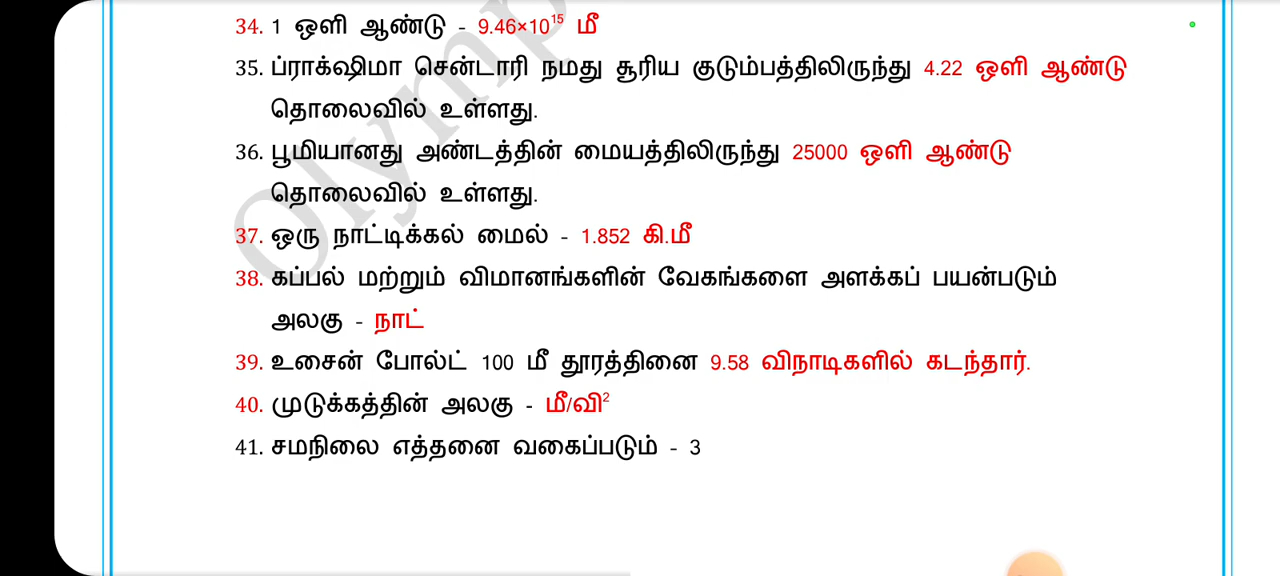 34. 1 ஒளி ஆண்டு - 9.46×10¹⁵ மீ
35. ப்ராக்ஷிமா சென்டாரி நமது சூரிய குடும்பத்திலிருந்து 4.22 ஒளி ஆண்டு
தொலைவில் உள்ளது.
36. பூமியானது அண்டத்தின் மையத்திலிருந்து 25000 ஒளி ஆண்டு
தொலைவில் உள்ளது.
37. ஒரு நாட்டிக்கல் மைல் - 1.852 கி.மீ
38. கப்பல் மற்றும் விமானங்களின் வேகங்களை அளக்கப் பயன்படும்
அலகு - நாட்
39. உசைன் போல்ட் 100 மீ தூரத்தினை 9.58 விநாடிகளில் கடந்தார்.
40. முடுக்கத்தின் அலகு - மீ/வி²
41. சமநிலை எத்தனை வகைப்படும் - 3
Olymp